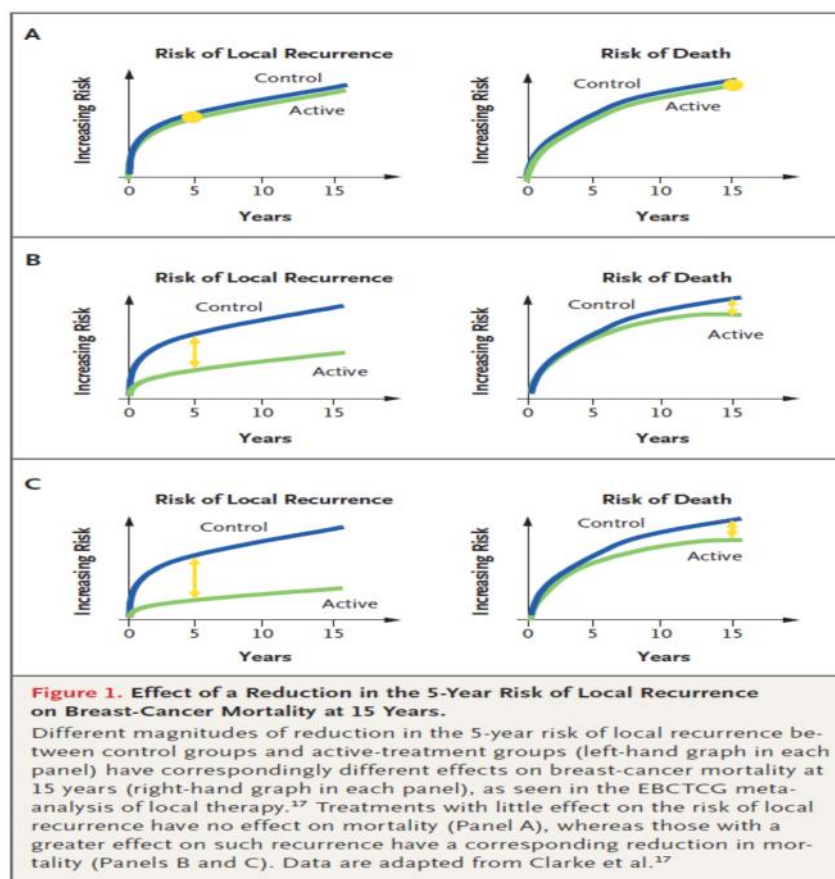 A
Risk of Local Recurrence
Increasing Risk
Control
Active
0 5 10 15
Years
Risk of Death
Increasing Risk
Control
Active
0 5 10 15
Years
B
Risk of Local Recurrence
Increasing Risk
Control
Active
0 5 10 15
Years
Risk of Death
Increasing Risk
Control
Active
0 5 10 15
Years
C
Risk of Local Recurrence
Increasing Risk
Control
Active
0 5 10 15
Years
Risk of Death
Increasing Risk
Control
Active
0 5 10 15
Years
Figure 1. Effect of a Reduction in the 5-Year Risk of Local Recurrence
on Breast-Cancer Mortality at 15 Years.
Different magnitudes of reduction in the 5-year risk of local recurrence be-
tween control groups and active-treatment groups (left-hand graph in each
panel) have correspondingly different effects on breast-cancer mortality at
15 years (right-hand graph in each panel), as seen in the EBCTCG meta-
analysis of local therapy.17 Treatments with little effect on the risk of local
recurrence have no effect on mortality (Panel A), whereas those with a
greater effect on such recurrence have a corresponding reduction in mor-
tality (Panels B and C). Data are adapted from Clarke et al.17